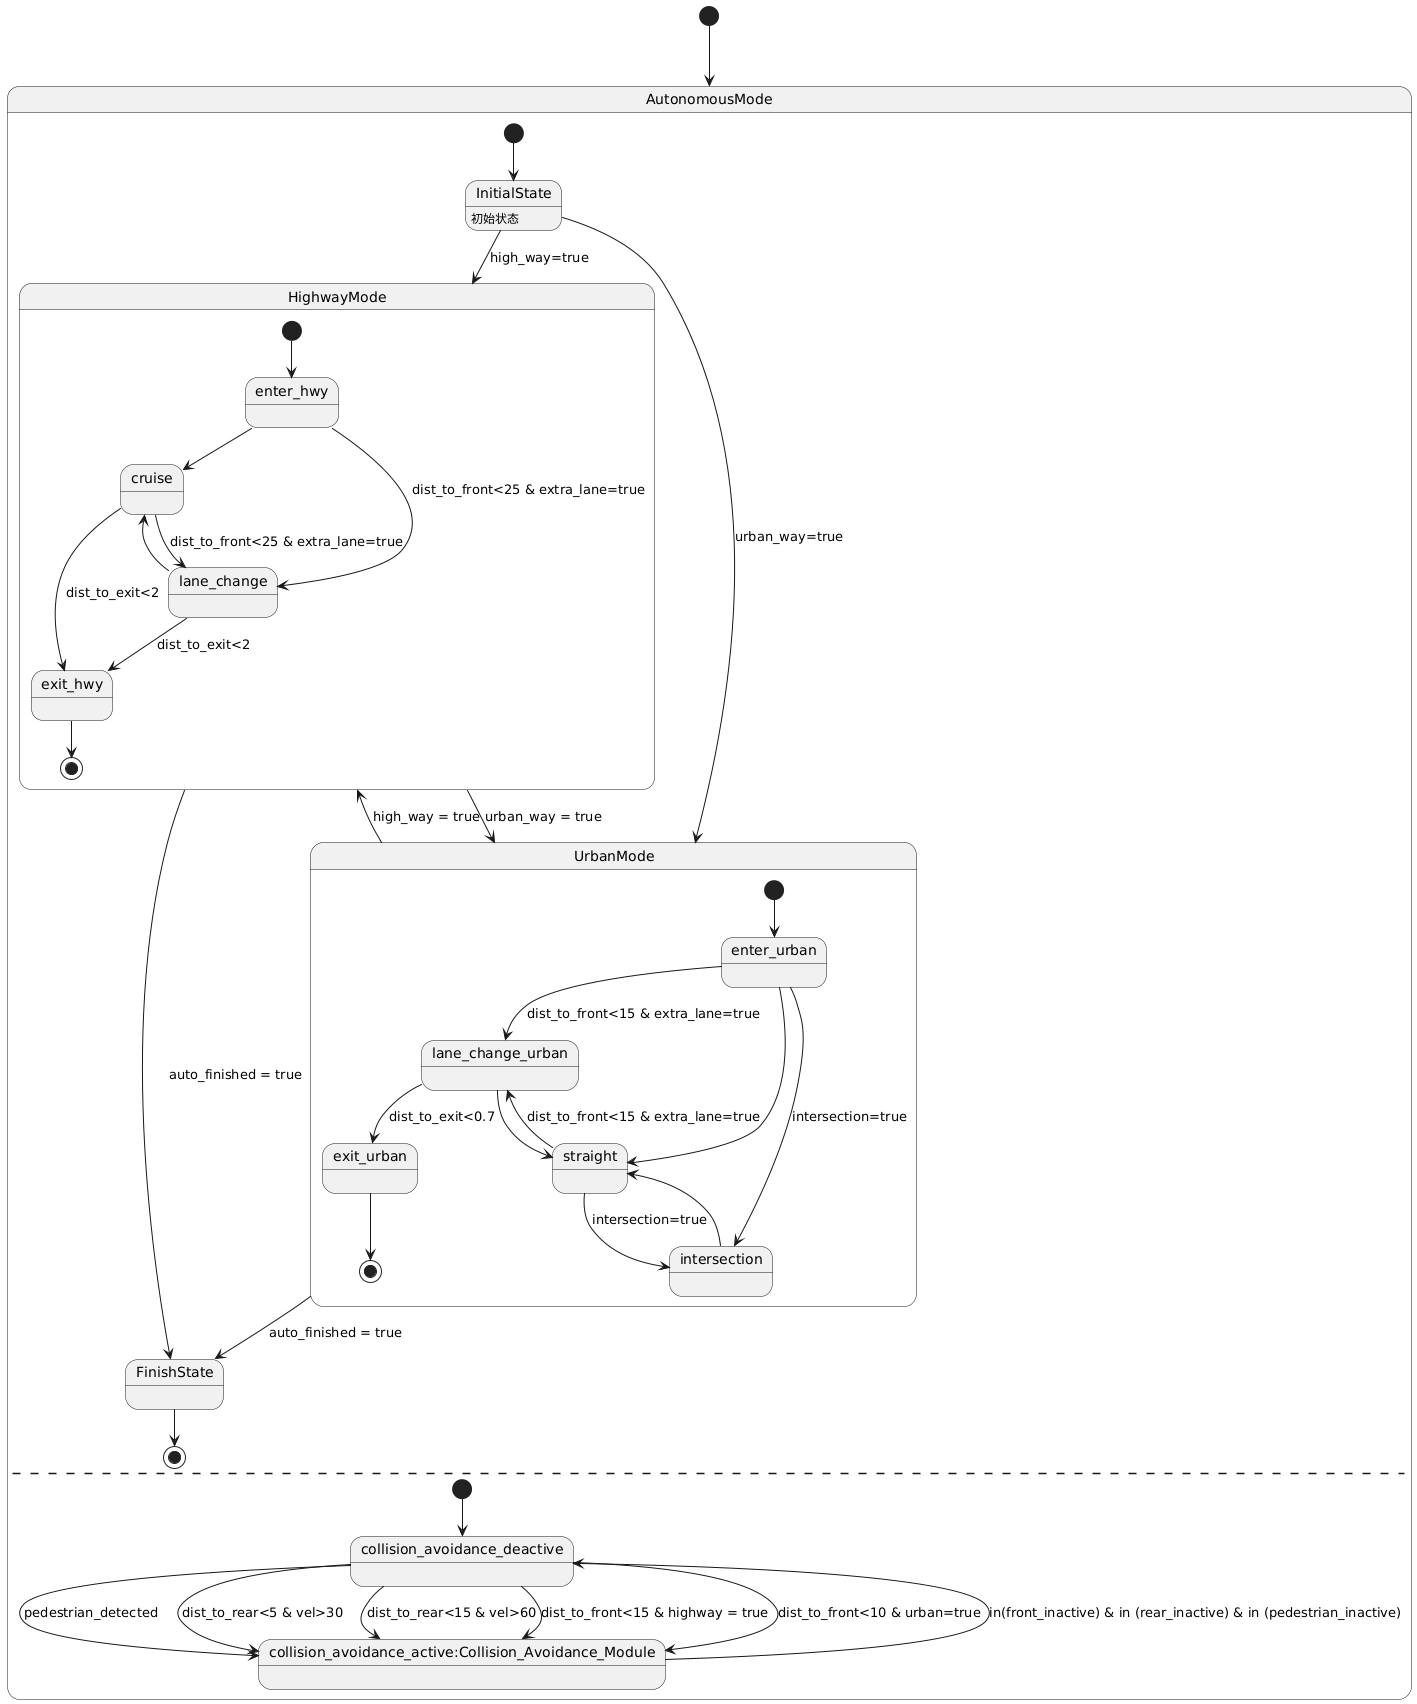 AutonomousMode
InitialState
初始状态
high_way=true
HighwayMode
enter_hwy
cruise
dist_to_front<25 & extra_lane=true
urban_way=true
dist_to_front<25 & extra_lane=true
lane_change
dist_to_exit<2
dist_to_exit<2
exit_hwy
high_way = true
urban_way = true
UrbanMode
enter_urban
dist_to_front<15 & extra_lane=true
lane_change_urban
auto_finished = true
dist_to_exit<0.7
dist_to_front<15 & extra_lane=true
intersection=true
exit_urban
straight
intersection=true
intersection
auto_finished = true
FinishState
collision_avoidance_deactive
pedestrian_detected
dist_to_rear<5 & vel>30
dist_to_rear<15 & vel>60
dist_to_front<15 & highway = true
dist_to_front<10 & urban=true
in(front_inactive) & in (rear_inactive) & in (pedestrian_inactive)
collision_avoidance_active:Collision_Avoidance_Module